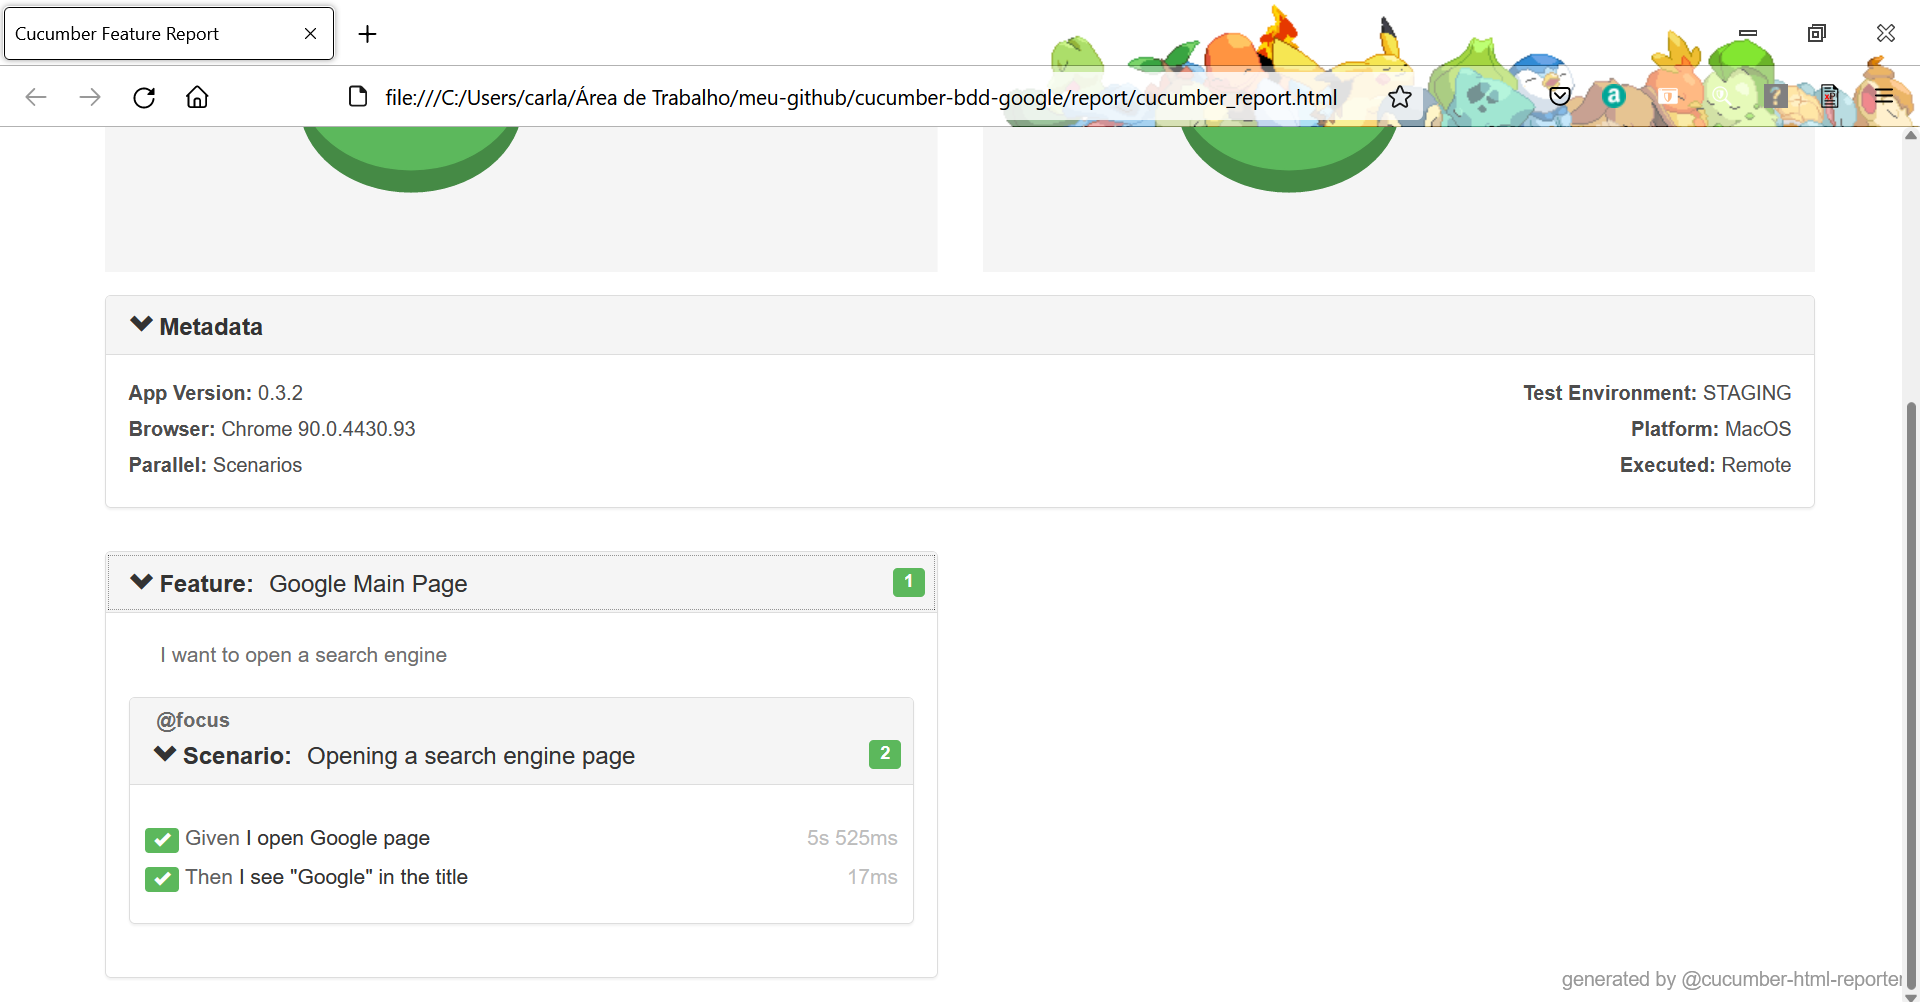 Cucumber Feature Report
file:///C:/Users/carla/Área de Trabalho/meu-github/cucumber-bdd-google/report/cucumber_report.html
Metadata
App Version: 0.3.2
Test Environment: STAGING
Browser: Chrome 90.0.4430.93
Platform: MacOS
Parallel: Scenarios
Executed: Remote
Feature: Google Main Page
1
I want to open a search engine
@focus
Scenario: Opening a search engine page
2
Given I open Google page
5s 525ms
Then I see "Google" in the title
17ms
generated by @cucumber-html-reporter